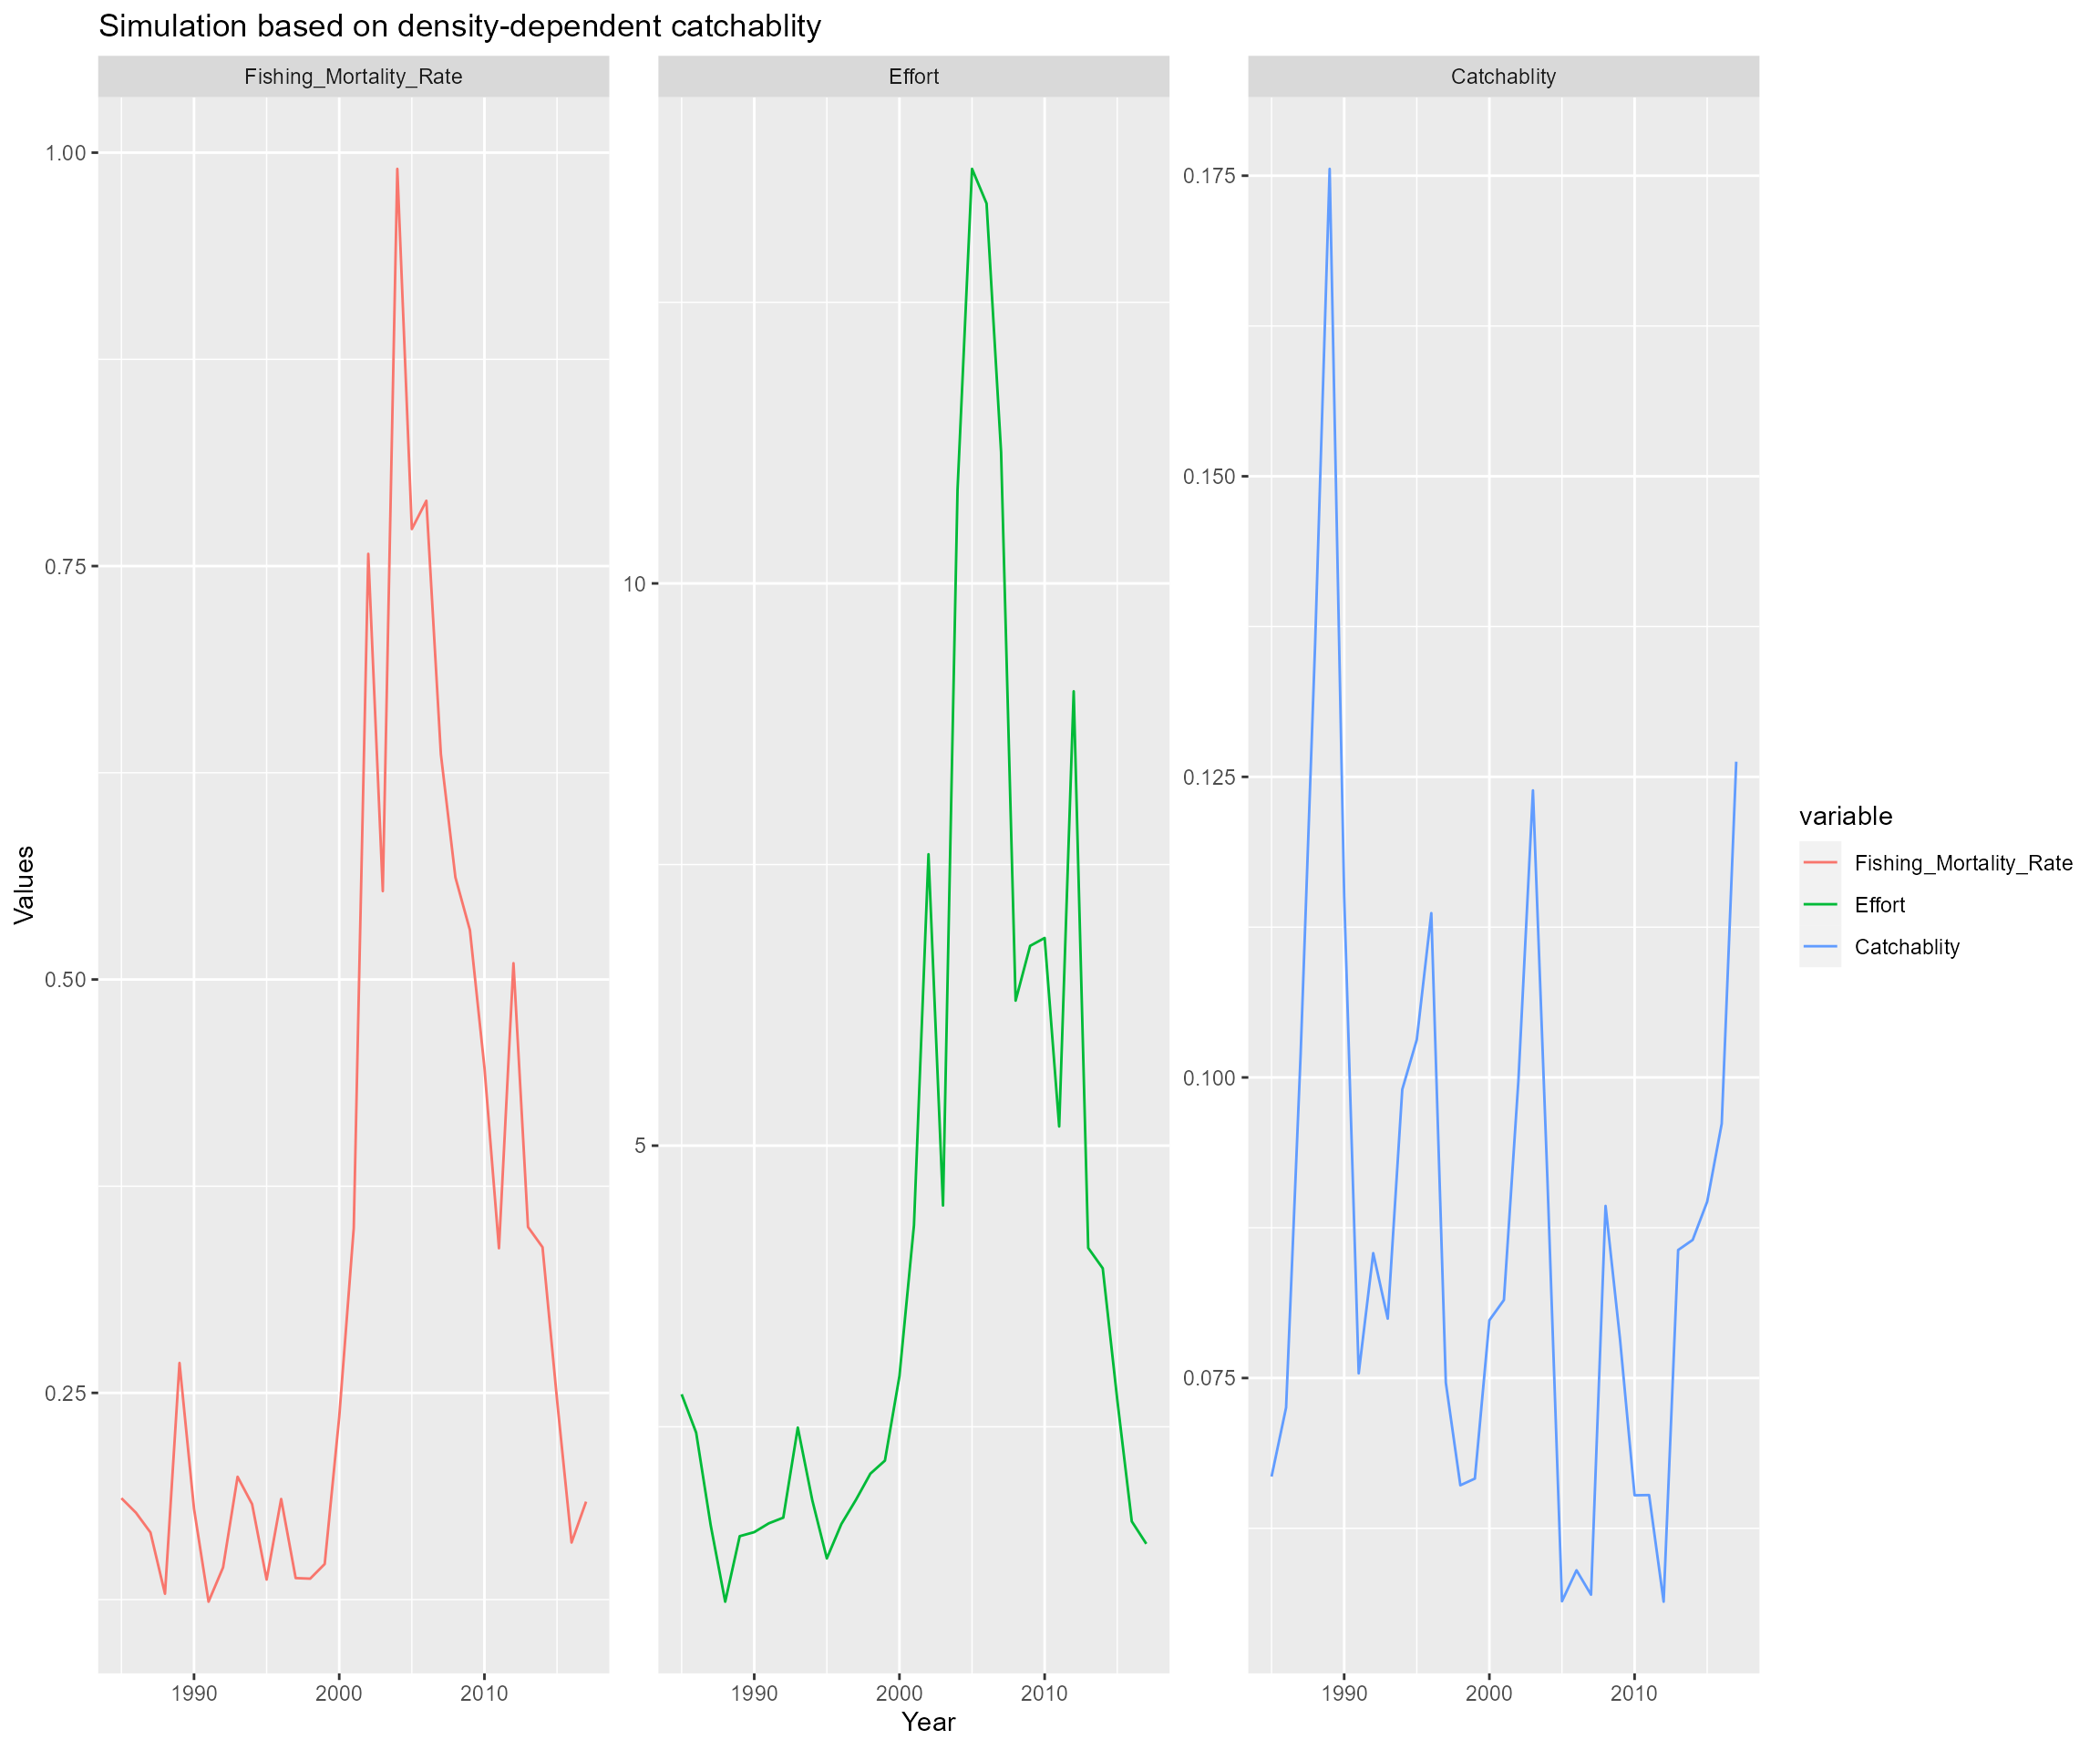 Simulation based on density-dependent catchablity
Fishing_Mortality_Rate
Effort
Catchablity
1.00
0.75
0.50
0.25
10
5
0.175
0.150
0.125
0.100
0.075
1990 2000 2010
1990 2000 2010
1990 2000 2010
Year
Values
variable
Fishing_Mortality_Rate
Effort
Catchablity